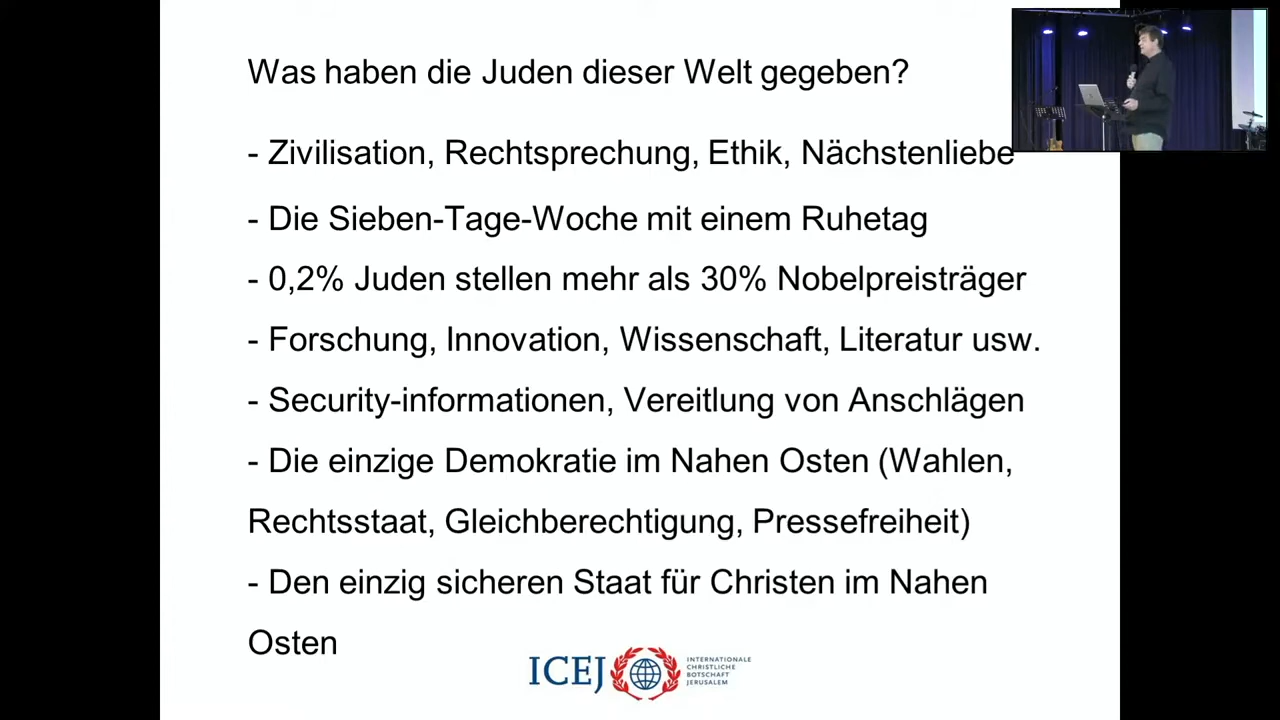 Was haben die Juden dieser Welt gegeben?
- Zivilisation, Rechtsprechung, Ethik, Nächstenliebe
- Die Sieben-Tage-Woche mit einem Ruhetag
- 0,2% Juden stellen mehr als 30% Nobelpreisträger
- Forschung, Innovation, Wissenschaft, Literatur usw.
- Security-informationen, Vereitlung von Anschlägen
- Die einzige Demokratie im Nahen Osten (Wahlen,
Rechtsstaat, Gleichberechtigung, Pressefreiheit)
- Den einzig sicheren Staat für Christen im Nahen
Osten
ICEJ
INTERNATIONALE
CHRISTLICHE
BOTSCHAFT
JERUSALEM